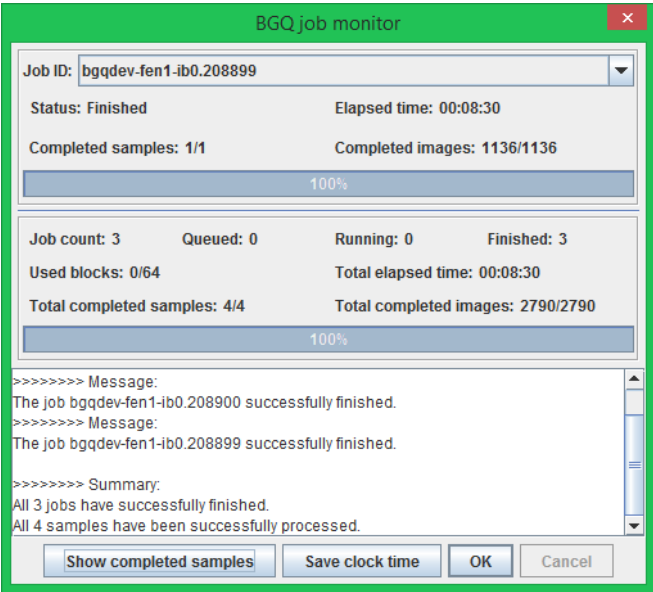 BGQ job monitor
Job ID: bgqdev-fen1-ib0.208899
Status: Finished Elapsed time: 00:08:30
Completed samples: 1/1 Completed images: 1136/1136
100%
Job count: 3 Queued: 0 Running: 0 Finished: 3
Used blocks: 0/64 Total elapsed time: 00:08:30
Total completed samples: 4/4 Total completed images: 2790/2790
100%
>>>>>>>> Message:
The job bgqdev-fen1-ib0.208900 successfully finished.
>>>>>>>> Message:
The job bgqdev-fen1-ib0.208899 successfully finished.
>>>>>>>> Summary:
All 3 jobs have successfully finished.
All 4 samples have been successfully processed.
Show completed samples Save clock time OK Cancel